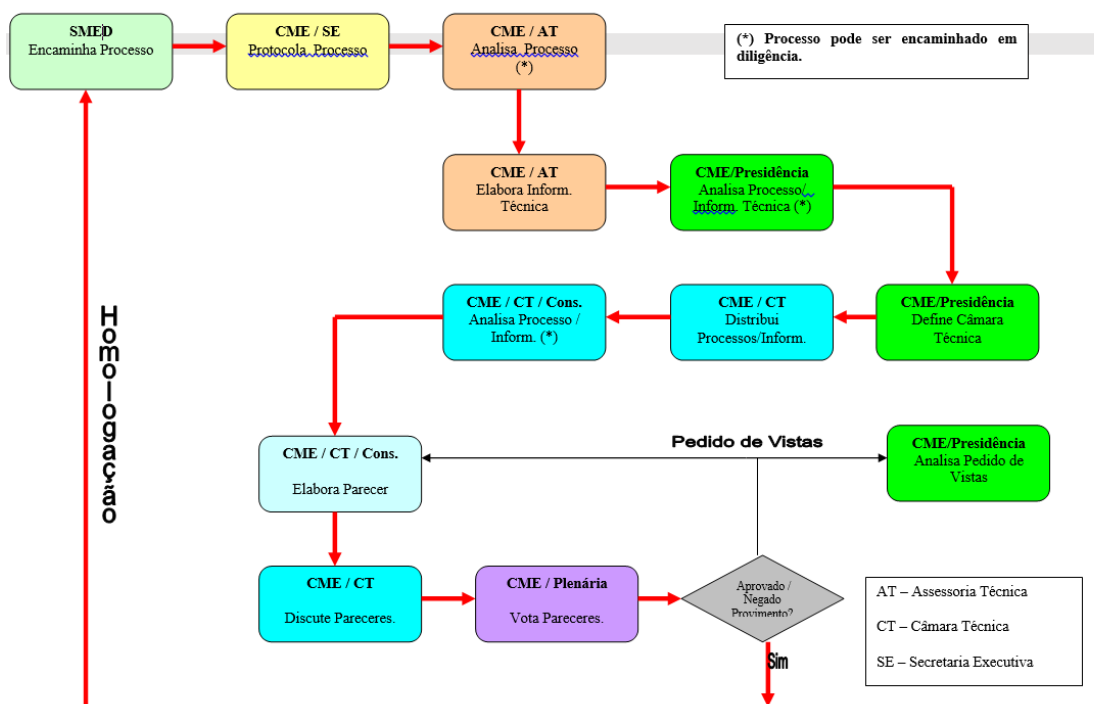 SMED
Encaminha Processo
CME / SE
Protocola Processo
CME / AT
Analisa Processo
(*)
(*) Processo pode ser encaminhado em
diligência.
CME / AT
Elabora Inform.
Técnica
CME/Presidência
Analisa Processo/
Inform. Técnica (*)
CME / CT / Cons.
Analisa Processo /
Inform. (*)
CME / CT
Distribui
Processos/Inform.
CME/Presidência
Define Câmara
Técnica
Homologação
CME / CT / Cons.
Elabora Parecer
Pedido de Vistas
CME/Presidência
Analisa Pedido de
Vistas
CME / CT
Discute Pareceres.
CME / Plenária
Vota Pareceres.
Aprovado /
Negado
Provimento?
Sim
AT – Assessoria Técnica
CT – Câmara Técnica
SE – Secretaria Executiva